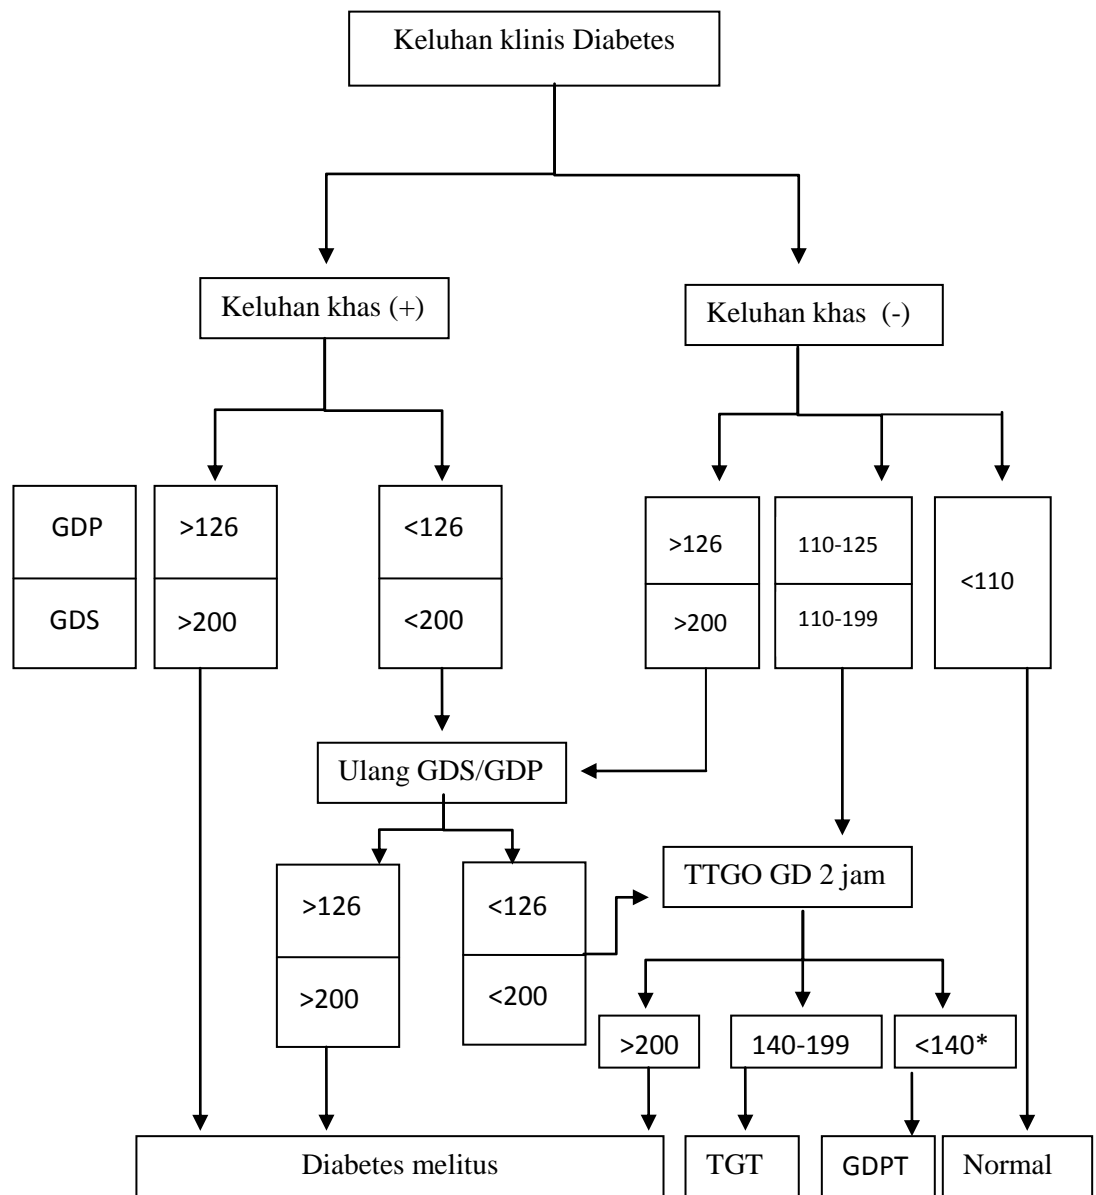 Keluhan klinis Diabetes
Keluhan khas (+)
Keluhan khas  (-)
GDP
>126
<126
>126
110-125
<110
GDS
>200
<200
>200
110-199
Ulang GDS/GDP
TTGO GD 2 jam
>126
<126
>200
<200
>200
140-199
<140*
Diabetes melitus
TGT
GDPT
Normal